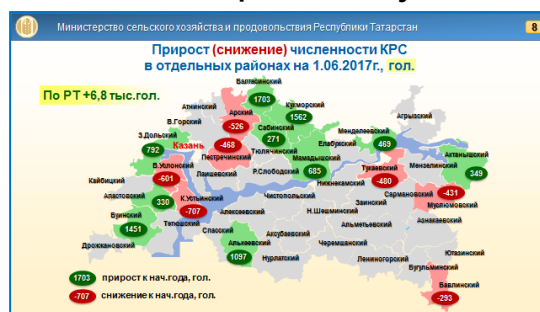 Министерство сельского хозяйства и продовольствия Республики Татарстан
8
Прирост (снижение) численности КРС
в отдельных районах на 1.06.2017г., гол.
По РТ +6,8 тыс.гол.
Балтасинский
1703
Кукморский
1562
Атнинский
Арский
-526
Сабинский
271
В.Горский
З.Дольский
792
Казань
-468
Пестречинский
Тюлячинский
Мамадышский
685
Менделеевский
469
Елабужский
Агрызский
Актанышский
349
В.Услонский
-601
Лаишевский
Р.Слободский
Нижнекамский
Тукаевский
-480
Мензелинский
Сармановский
-431
Муслюмовский
Кайбицкий
Апастовский
330
К.Устьинский
-707
Чистопольский
Заинский
Буинский
1451
Тетюшский
Алексеевский
Н.Шешминский
Альметьевский
Азнакаевский
Спасский
Дрожжановский
Алькеевский
1097
Аксубаевский
Нурлатский
Черемшанский
Лениногорский
Ютазинский
Бугульминский
Бавлинский
-293
1703 прирост к нач.года, гол.
-707 снижение к нач.года, гол.